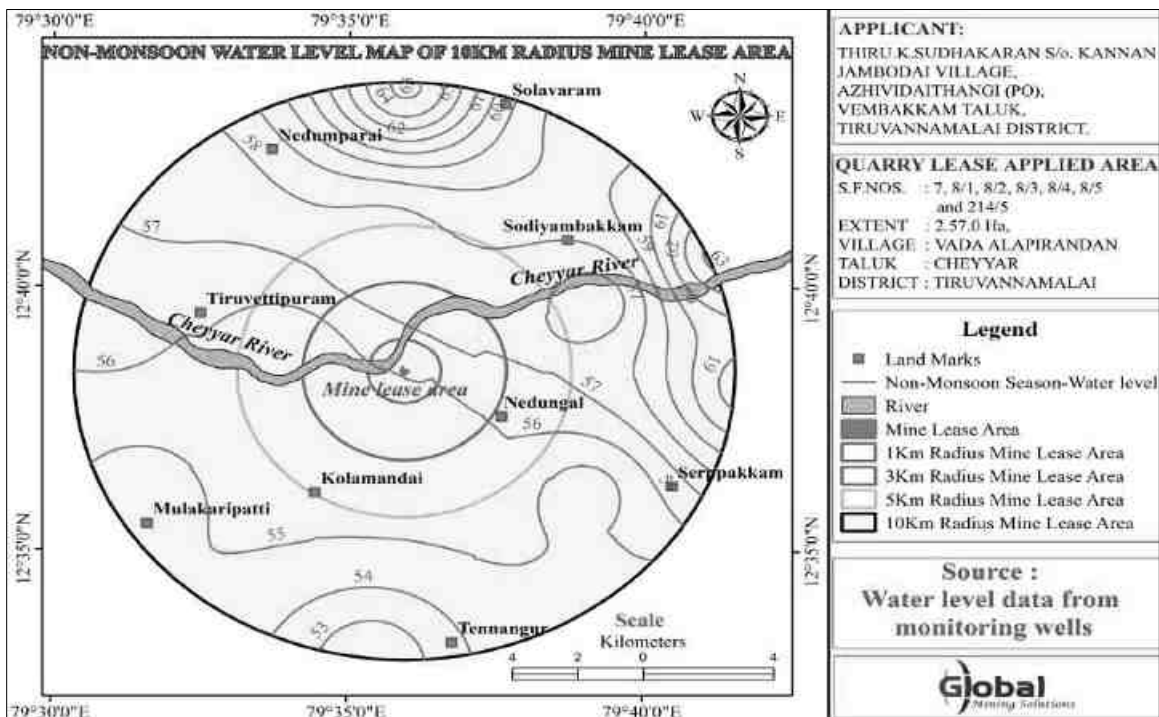 79°30'0"E 79°35'0"E 79°40'0"E
NON-MONSOON WATER LEVEL MAP OF 10KM RADIUS MINE LEASE AREA
N
W E
S
Solavaram
Nedumparai
62
58
57
Sodiyambakkam
59
61
63
Cheyyar River
12°40'0"N 12°40'0"N
Tiruvettipuram
Cheyyar River
56
61
Mine lease area
57
56
Nedungal
Kolamandai
Serppakkam
Mulakaripatti
55
12°35'0"N 12°35'0"N
54
53
Tennangur
Scale
Kilometers
4 2 0 4
79°30'0"E 79°35'0"E 79°40'0"E
APPLICANT:
THIRU.K.SUDHAKARAN S/o. KANNAN
JAMBODAI VILLAGE,
AZHIVIDAITHANGI (PO),
VEMBAKKAM TALUK,
TIRUVANNAMALAI DISTRICT.
QUARRY LEASE APPLIED AREA
S.F.NOS. : 7, 8/1, 8/2, 8/3, 8/4, 8/5
and 214/5
EXTENT : 2.57.0 Ha,
VILLAGE : VADA ALAPIRANDAN
TALUK : CHEYYAR
DISTRICT : TIRUVANNAMALAI
Legend
Land Marks
Non-Monsoon Season-Water level
River
Mine Lease Area
1Km Radius Mine Lease Area
3Km Radius Mine Lease Area
5Km Radius Mine Lease Area
10Km Radius Mine Lease Area
Source :
Water level data from
monitoring wells
Global
Mining Solutions